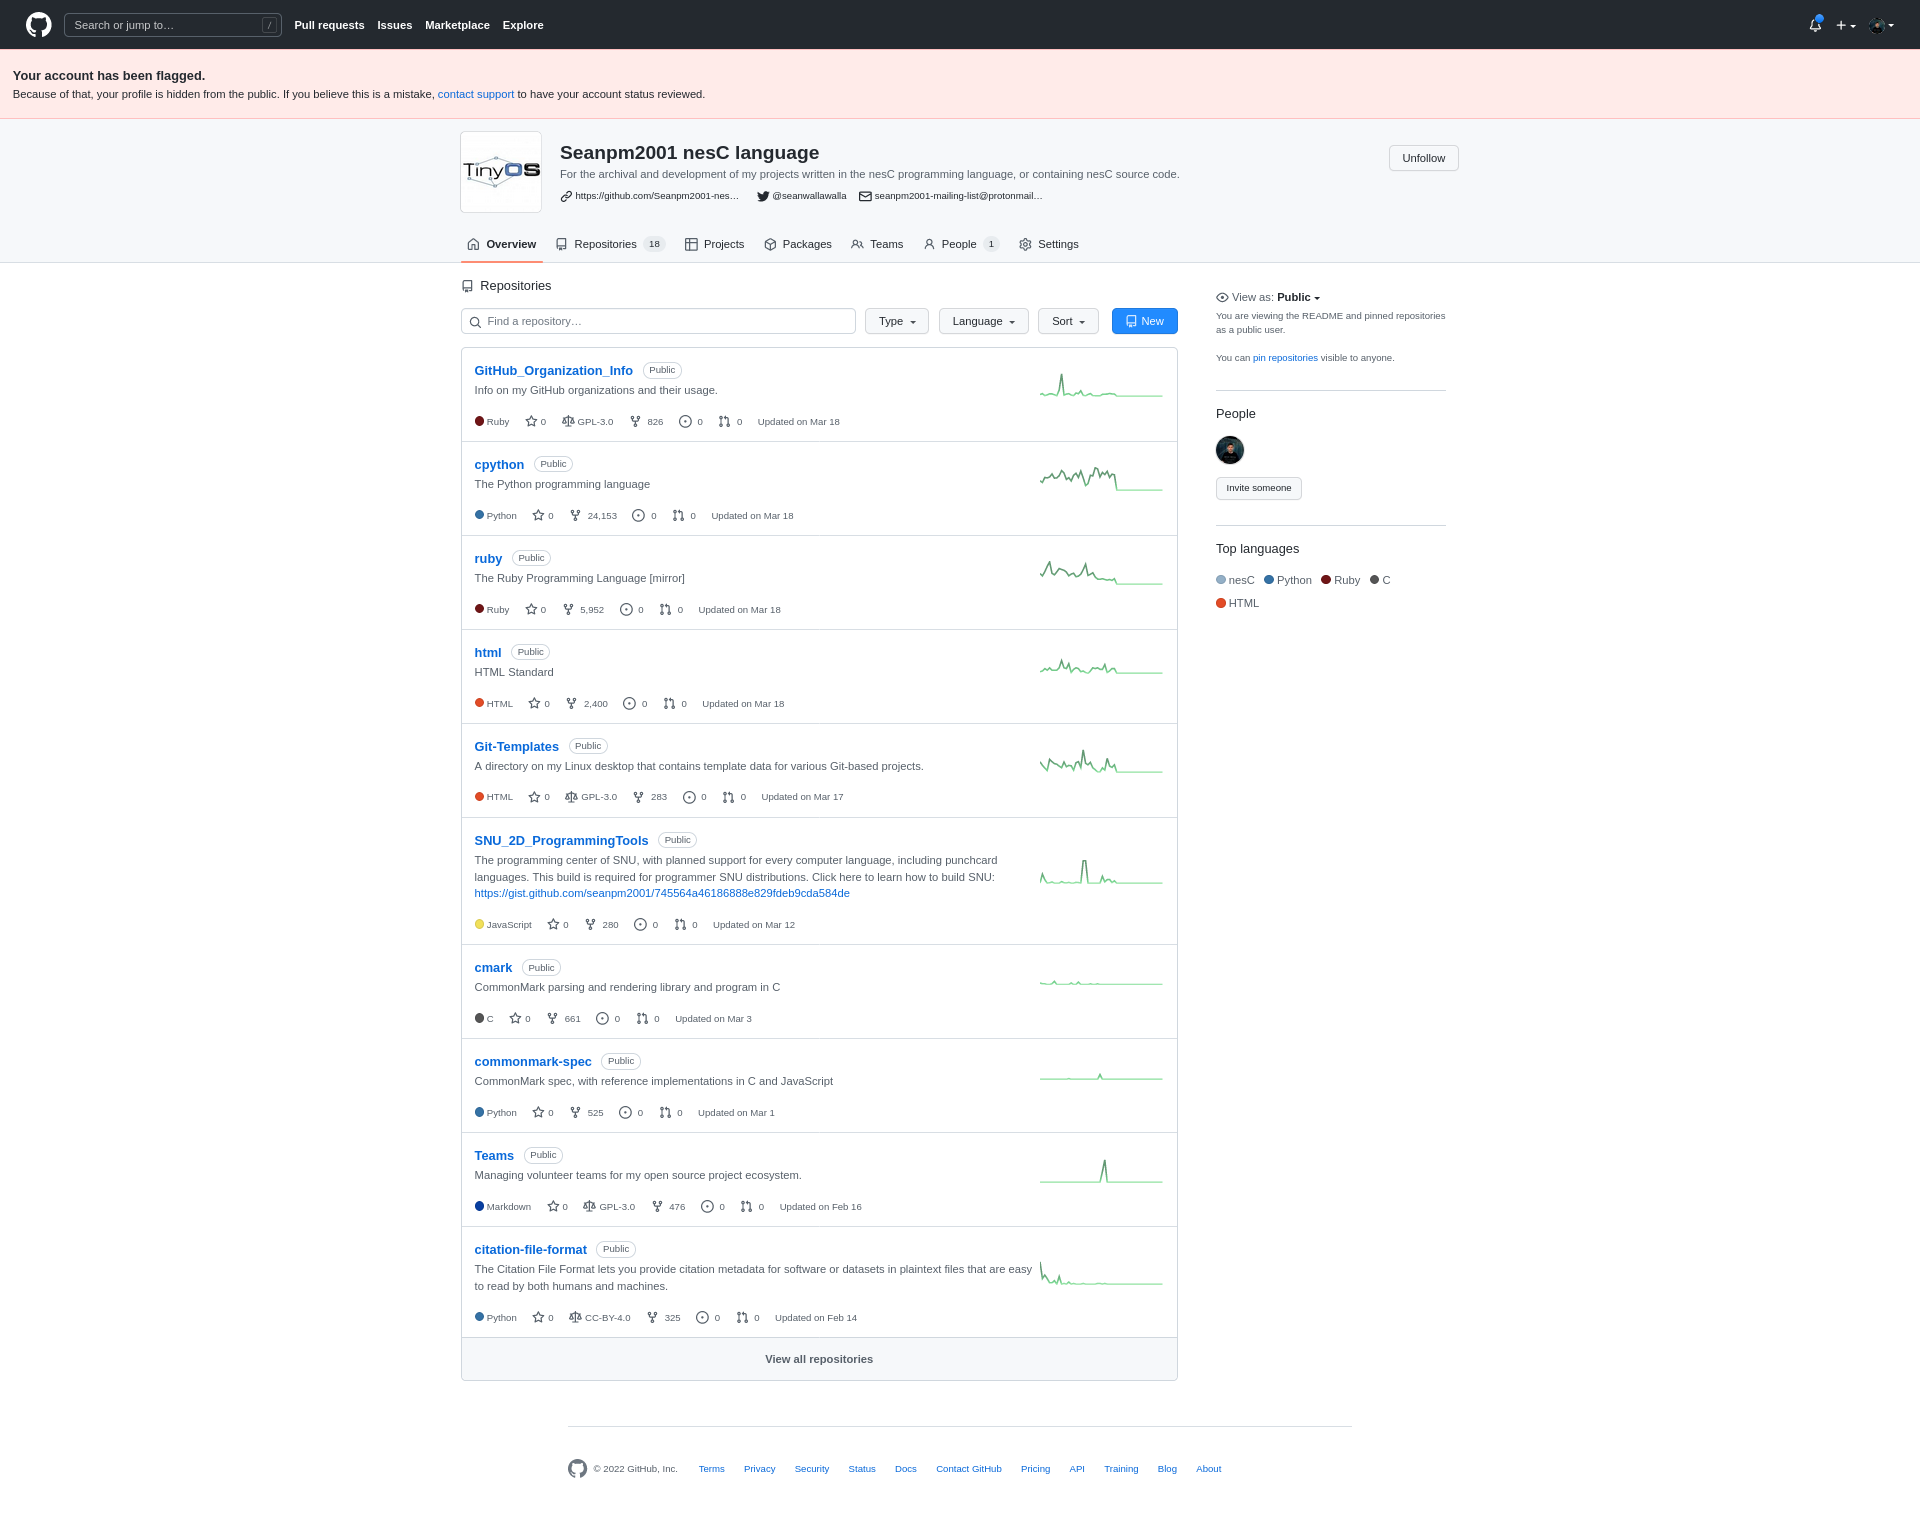 Search or jump to…
/
Pull requests
Issues
Marketplace
Explore
Your account has been flagged.
Because of that, your profile is hidden from the public. If you believe this is a mistake, contact support to have your account status reviewed.
TinyOS
Seanpm2001 nesC language
Unfollow
For the archival and development of my projects written in the nesC programming language, or containing nesC source code.
https://github.com/Seanpm2001-nes…
@seanwallawalla
seanpm2001-mailing-list@protonmail…
Overview
Repositories 18
Projects
Packages
Teams
People 1
Settings
Repositories
Find a repository…
Type
Language
Sort
New
GitHub_Organization_Info Public
Info on my GitHub organizations and their usage.
Ruby 0 GPL-3.0 826 0 0 Updated on Mar 18
cpython Public
The Python programming language
Python 0 24,153 0 0 Updated on Mar 18
ruby Public
The Ruby Programming Language [mirror]
Ruby 0 5,952 0 0 Updated on Mar 18
html Public
HTML Standard
HTML 0 2,400 0 0 Updated on Mar 18
Git-Templates Public
A directory on my Linux desktop that contains template data for various Git-based projects.
HTML 0 GPL-3.0 283 0 0 Updated on Mar 17
SNU_2D_ProgrammingTools Public
The programming center of SNU, with planned support for every computer language, including punchcard
languages. This build is required for programmer SNU distributions. Click here to learn how to build SNU:
https://gist.github.com/seanpm2001/745564a46186888e829fdeb9cda584de
JavaScript 0 280 0 0 Updated on Mar 12
cmark Public
CommonMark parsing and rendering library and program in C
C 0 661 0 0 Updated on Mar 3
commonmark-spec Public
CommonMark spec, with reference implementations in C and JavaScript
Python 0 525 0 0 Updated on Mar 1
Teams Public
Managing volunteer teams for my open source project ecosystem.
Markdown 0 GPL-3.0 476 0 0 Updated on Feb 16
citation-file-format Public
The Citation File Format lets you provide citation metadata for software or datasets in plaintext files that are easy
to read by both humans and machines.
Python 0 CC-BY-4.0 325 0 0 Updated on Feb 14
View all repositories
View as: Public
You are viewing the README and pinned repositories
as a public user.
You can pin repositories visible to anyone.
People
Invite someone
Top languages
nesC Python Ruby C
HTML
© 2022 GitHub, Inc.
Terms
Privacy
Security
Status
Docs
Contact GitHub
Pricing
API
Training
Blog
About